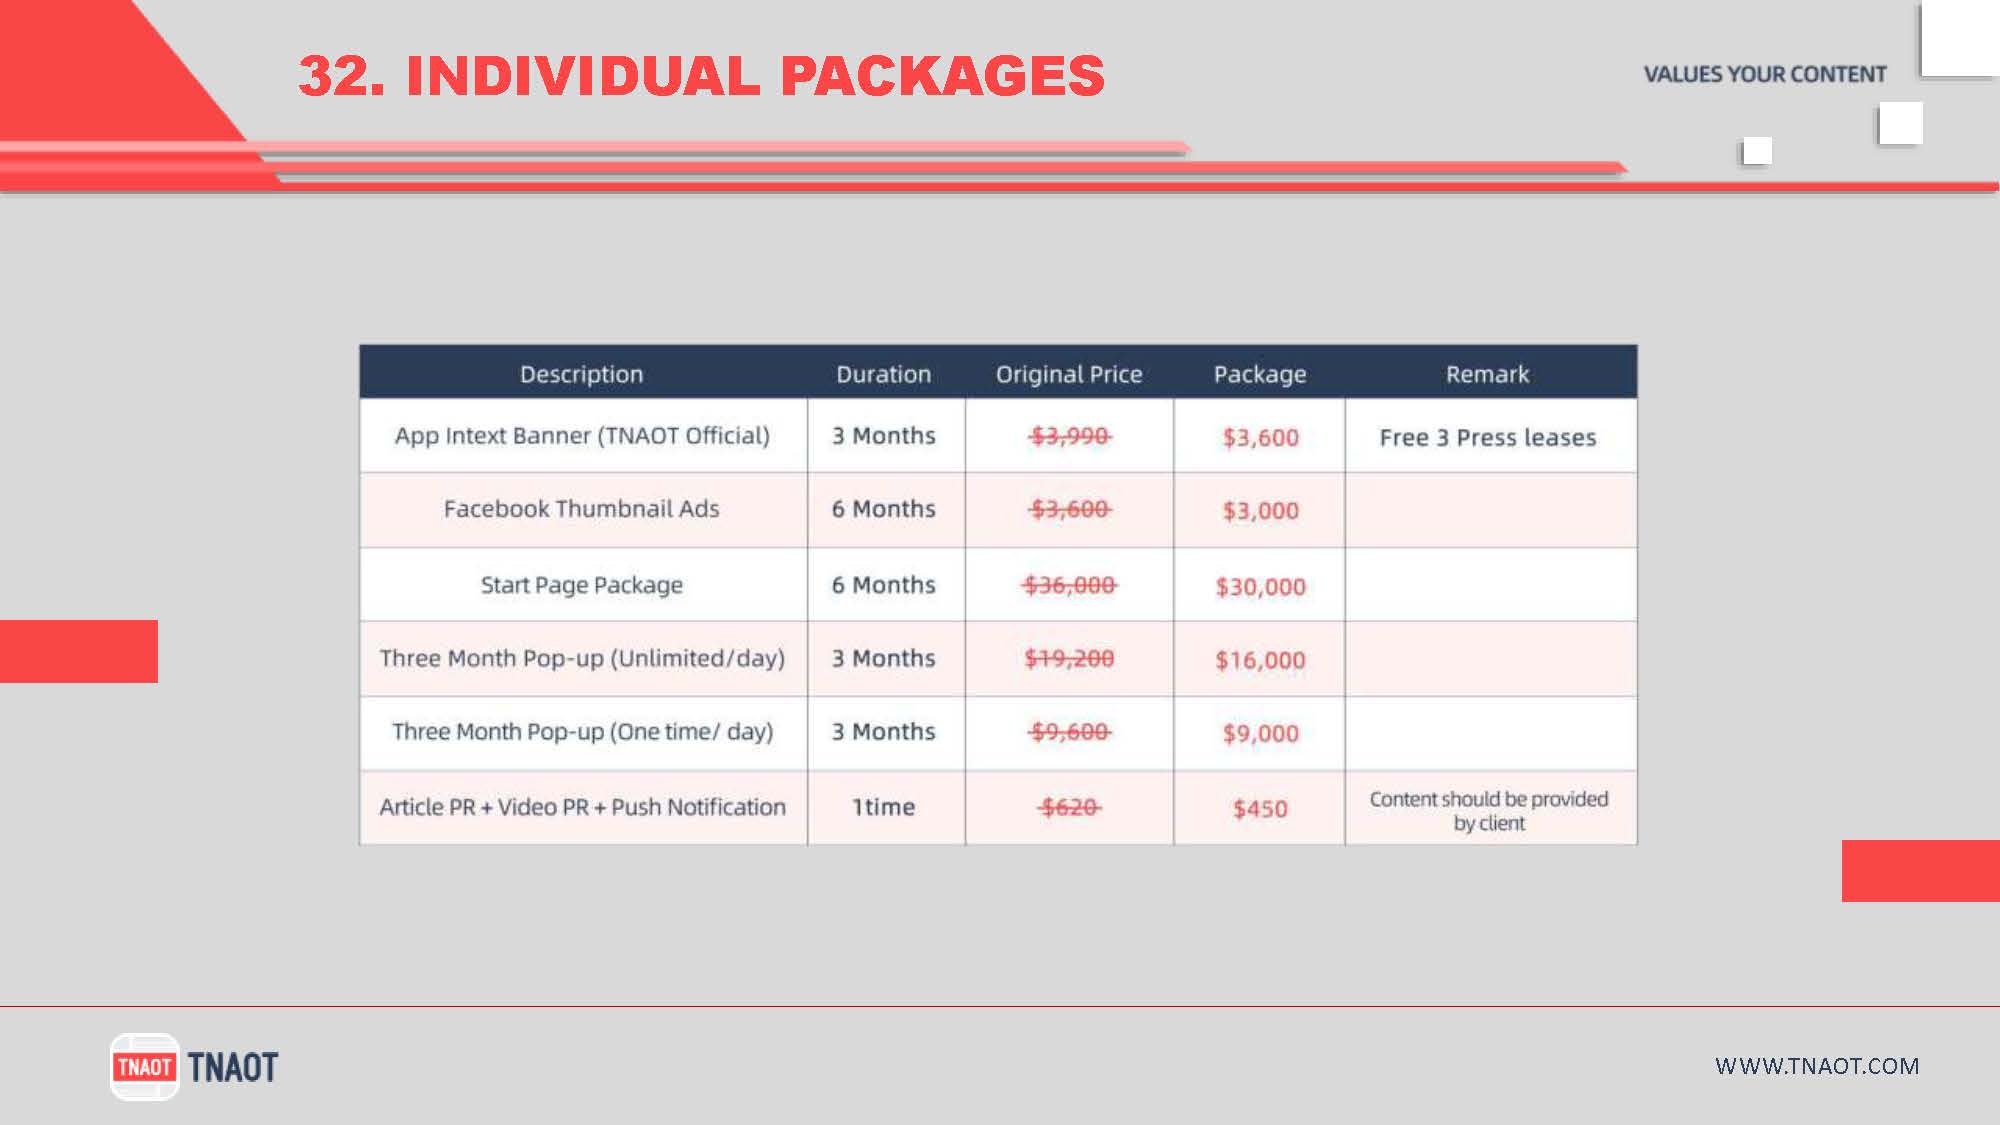 32. INDIVIDUAL PACKAGES
VALUES YOUR CONTENT
Description Duration Original Price Package Remark
App Intext Banner (TNAOT Official) 3 Months $3,990 $3,600 Free 3 Press leases
Facebook Thumbnail Ads 6 Months $3,600 $3,000
Start Page Package 6 Months $36,000 $30,000
Three Month Pop-up (Unlimited/day) 3 Months $19,200 $16,000
Three Month Pop-up (One time/ day) 3 Months $9,600 $9,000
Article PR + Video PR + Push Notification 1time $620 $450 Content should be provided
by client
TNAOT TNAOT
WWW.TNAOT.COM